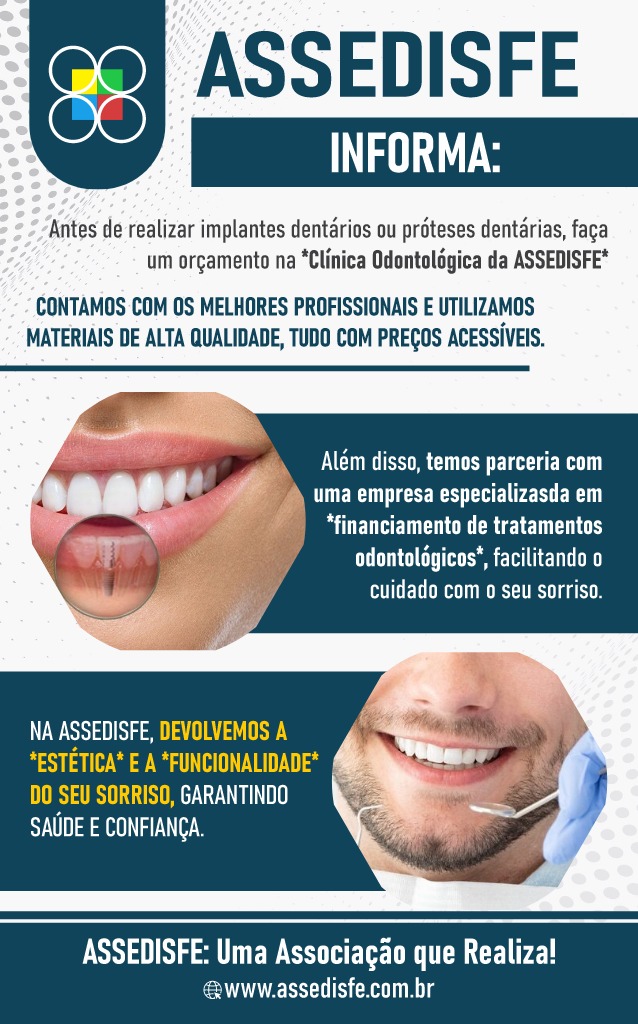 ASSEDISFE
INFORMA:
Antes de realizar implantes dentários ou próteses dentárias, faça
um orçamento na *Clínica Odontológica da ASSEDISFE*
CONTAMOS COM OS MELHORES PROFISSIONAIS E UTILIZAMOS
MATERIAIS DE ALTA QUALIDADE, TUDO COM PREÇOS ACESSÍVEIS.
Além disso, temos parceria com
uma empresa especializasda em
*financiamento de tratamentos
odontológicos*, facilitando o
cuidado com o seu sorriso.
NA ASSEDISFE, DEVOLVEMOS A
*ESTÉTICA* E A *FUNCIONALIDADE*
DO SEU SORRISO, GARANTINDO
SAÚDE E CONFIANÇA.
ASSEDISFE: Uma Associação que Realiza!
www.assedisfe.com.br